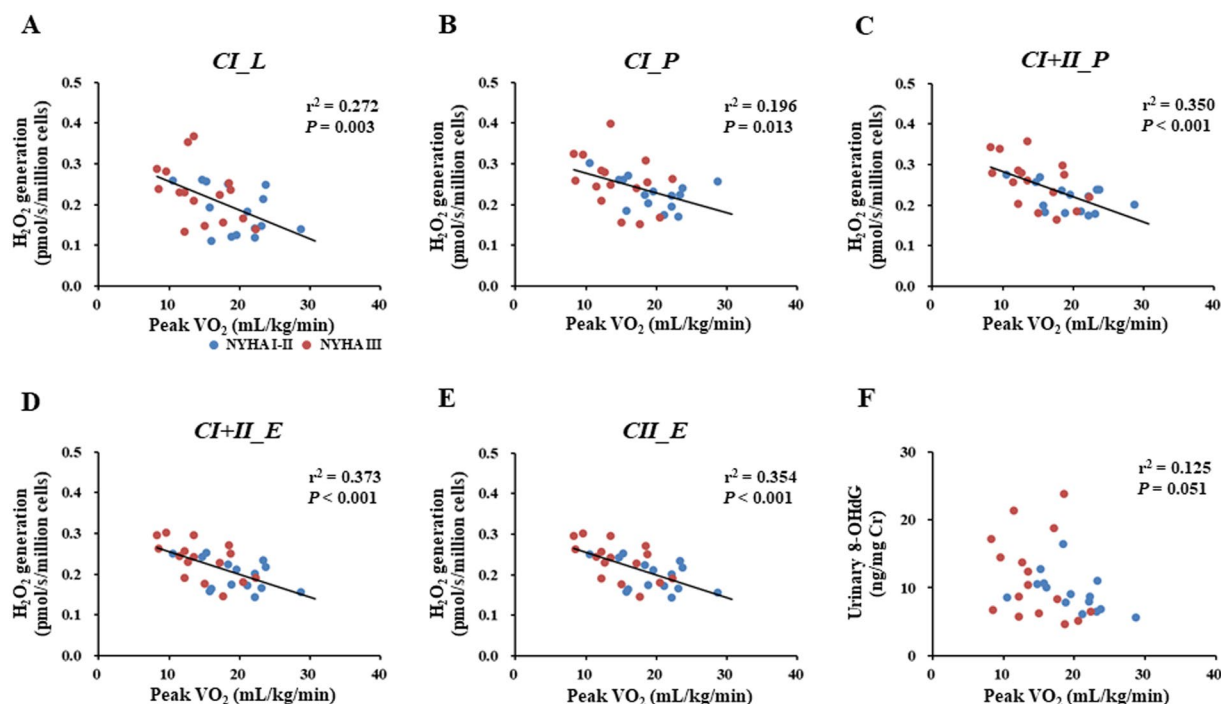 A
CI_L
r² = 0.272
P = 0.003
H₂O₂ generation
(pmol/s/million cells)
0.5
0.4
0.3
0.2
0.1
0.0
0 10 20 30 40
Peak VO₂ (mL/kg/min)
NYHA I-II NYHA III
B
CI_P
r² = 0.196
P = 0.013
H₂O₂ generation
(pmol/s/million cells)
0.5
0.4
0.3
0.2
0.1
0.0
0 10 20 30 40
Peak VO₂ (mL/kg/min)
C
CI+II_P
r² = 0.350
P < 0.001
H₂O₂ generation
(pmol/s/million cells)
0.5
0.4
0.3
0.2
0.1
0.0
0 10 20 30 40
Peak VO₂ (mL/kg/min)
D
CI+II_E
r² = 0.373
P < 0.001
H₂O₂ generation
(pmol/s/million cells)
0.5
0.4
0.3
0.2
0.1
0.0
0 10 20 30 40
Peak VO₂ (mL/kg/min)
E
CII_E
r² = 0.354
P < 0.001
H₂O₂ generation
(pmol/s/million cells)
0.5
0.4
0.3
0.2
0.1
0.0
0 10 20 30 40
Peak VO₂ (mL/kg/min)
F
r² = 0.125
P = 0.051
Urinary 8-OHdG
(ng/mg Cr)
30
20
10
0
0 10 20 30 40
Peak VO₂ (mL/kg/min)